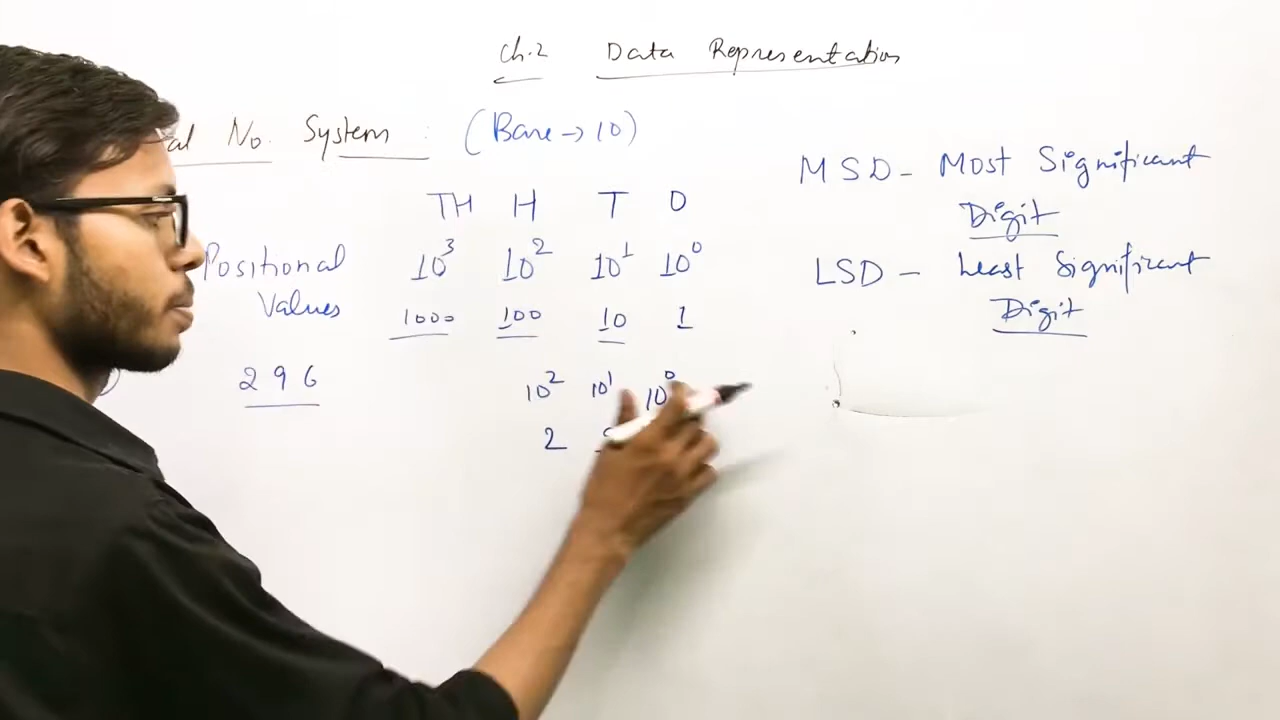 Ch.2 Data Representation
al No. System : (Base → 10)
TH H T O
Positional Values
10³ 10² 10¹ 10⁰
1000 100 10 1
296
10² 10¹ 10⁰
2
MSD - Most Significant
Digit
LSD - Least Significant
Digit